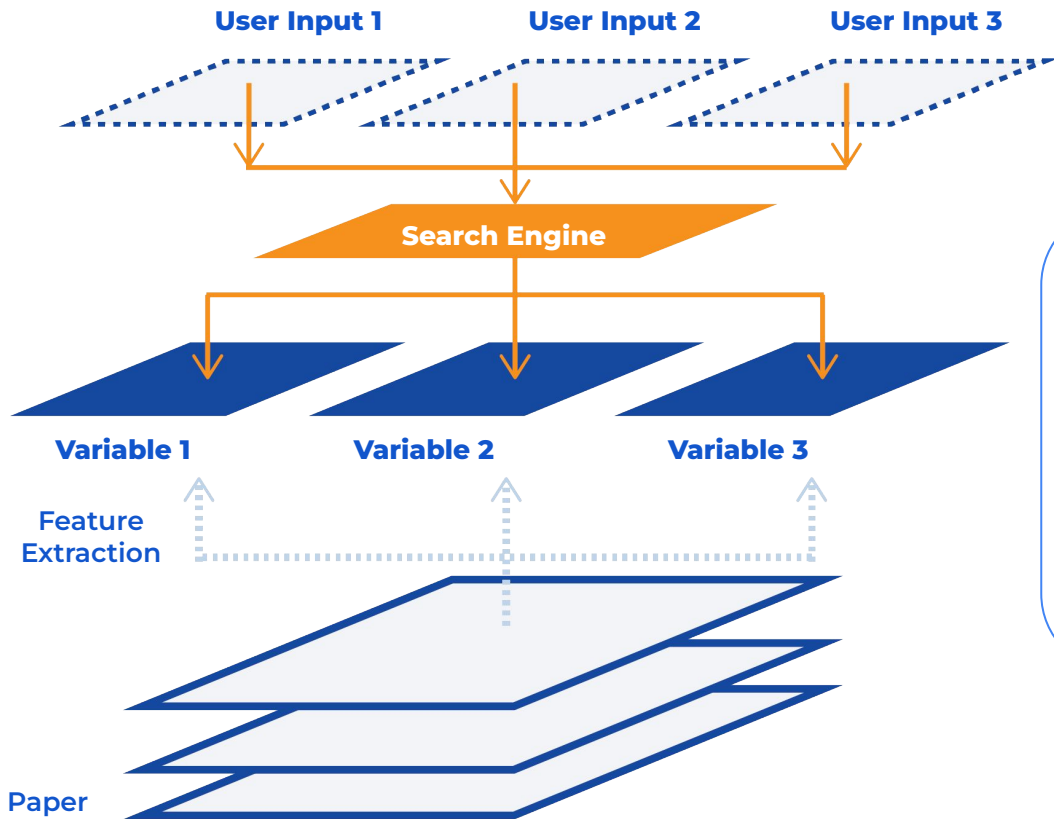 User Input 1
User Input 2
User Input 3
Search Engine
Variable 1
Variable 2
Variable 3
Feature
Extraction
Paper